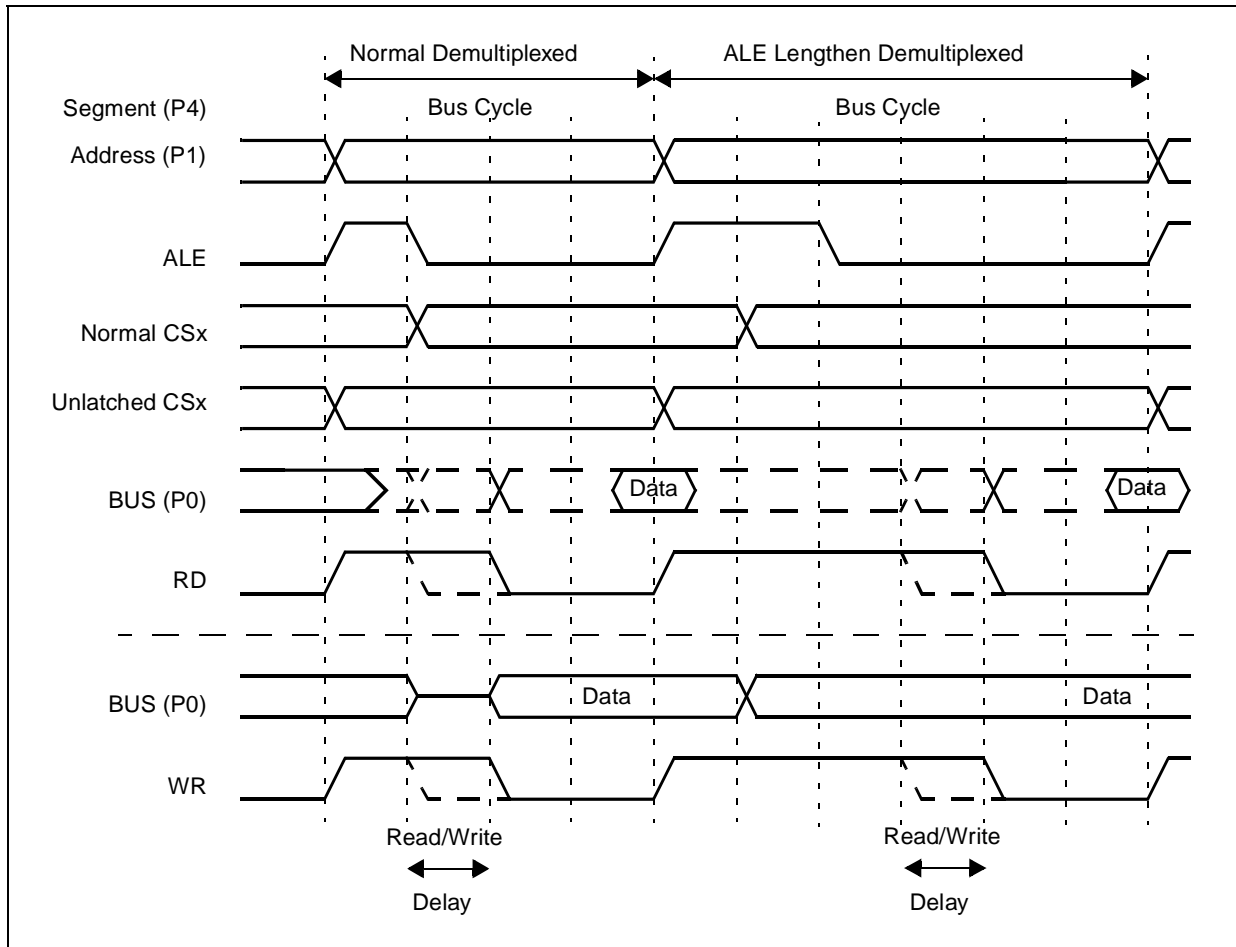 Normal Demultiplexed
ALE Lengthen Demultiplexed
Segment (P4)
Bus Cycle
Bus Cycle
Address (P1)
ALE
Normal CSx
Unlatched CSx
BUS (P0)
Data
Data
RD
BUS (P0)
Data
Data
WR
Read/Write
Read/Write
Delay
Delay